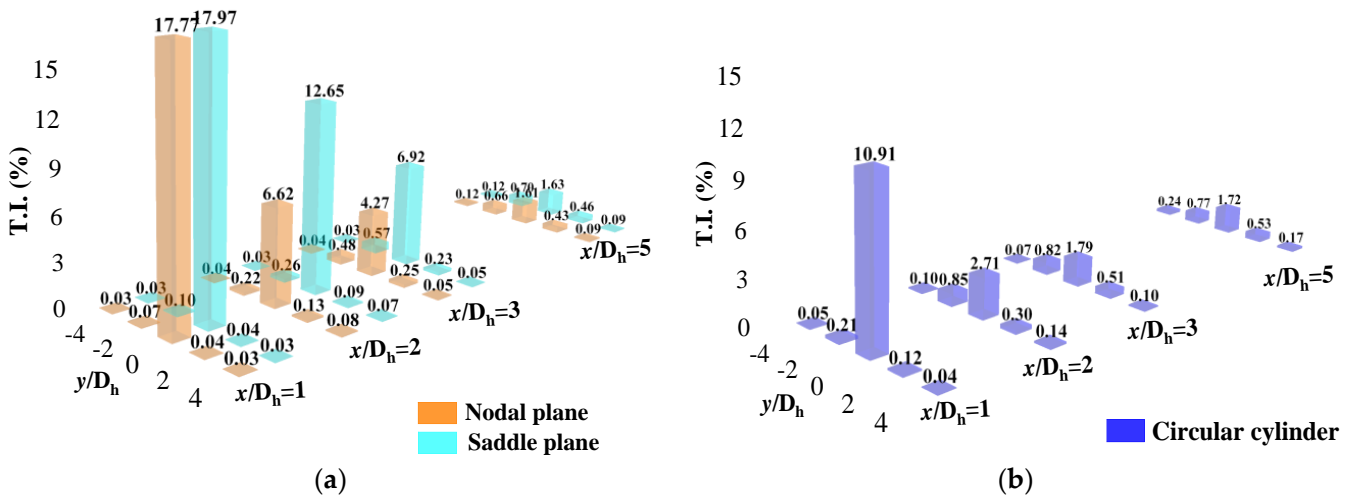 17.77 17.97
12.65
6.92
6.62
4.27
0.12 0.12 0.70 1.63
0.66 1.61 0.46 0.09
0.43 0.09
0.03 0.57 0.23 0.05
0.04 0.48 0.25 0.05
0.03 0.26 0.09 0.07
0.04 0.22 0.13 0.08
0.03 0.10 0.04 0.03
0.03 0.07 0.04 0.03
T.I. (%)
15
12
9
6
3
0
-4
-2
0
2
4
y/Dh
x/Dh=1
x/Dh=2
x/Dh=3
x/Dh=5
Nodal plane
Saddle plane
(a)
T.I. (%)
15
12
9
6
3
0
-4
-2
0
2
4
y/Dh
0.05 0.21 10.91 0.12 0.04
0.10 0.85 2.71 0.30 0.14
0.07 0.82 1.79 0.51 0.10
0.24 0.77 1.72 0.53 0.17
x/Dh=1
x/Dh=2
x/Dh=3
x/Dh=5
Circular cylinder
(b)